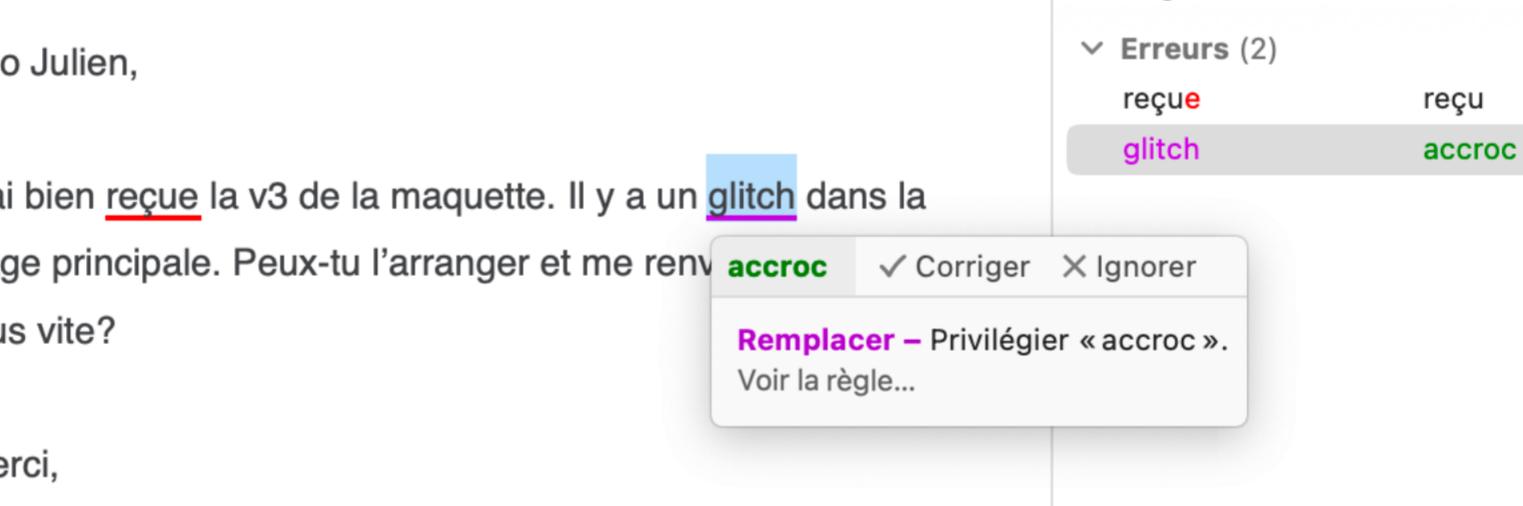 o Julien,
ai bien reçue la v3 de la maquette. Il y a un glitch dans la
ge principale. Peux-tu l’arranger et me renv
us vite?
erci,
accroc ✓ Corriger ✕ Ignorer
Remplacer – Privilégier « accroc ».
Voir la règle...
Erreurs (2)
reçue reçu
glitch accroc